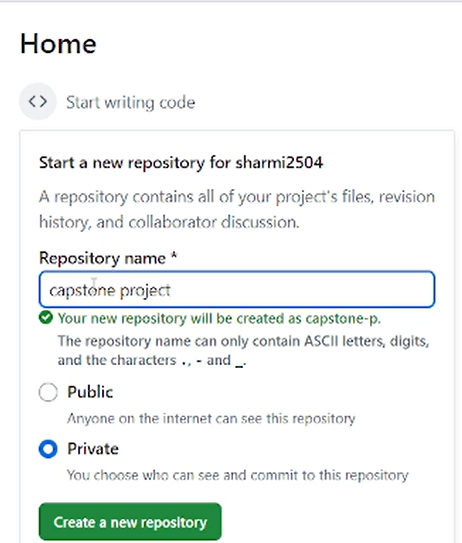 Home
<> Start writing code
Start a new repository for sharmi2504
A repository contains all of your project's files, revision
history, and collaborator discussion.
Repository name *
capstone project
Your new repository will be created as capstone-p.
The repository name can only contain ASCII letters, digits,
and the characters ., - and _.
Public
Anyone on the internet can see this repository
Private
You choose who can see and commit to this repository
Create a new repository